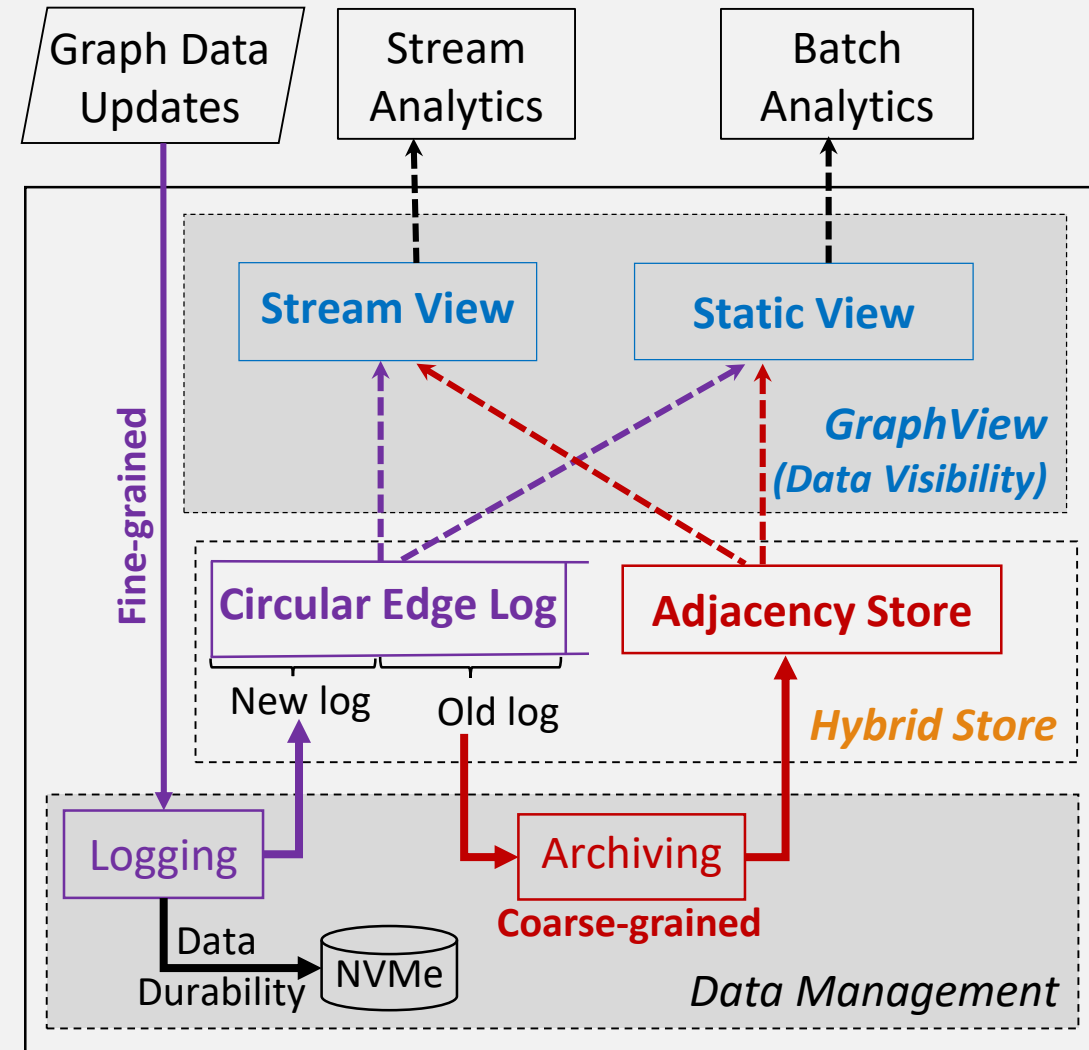 Graph Data
Updates
Stream
Analytics
Batch
Analytics
Stream View
Static View
GraphView
(Data Visibility)
Fine-grained
Circular Edge Log
Adjacency Store
New log
Old log
Hybrid Store
Logging
Archiving
Coarse-grained
Data
Durability
NVMe
Data Management